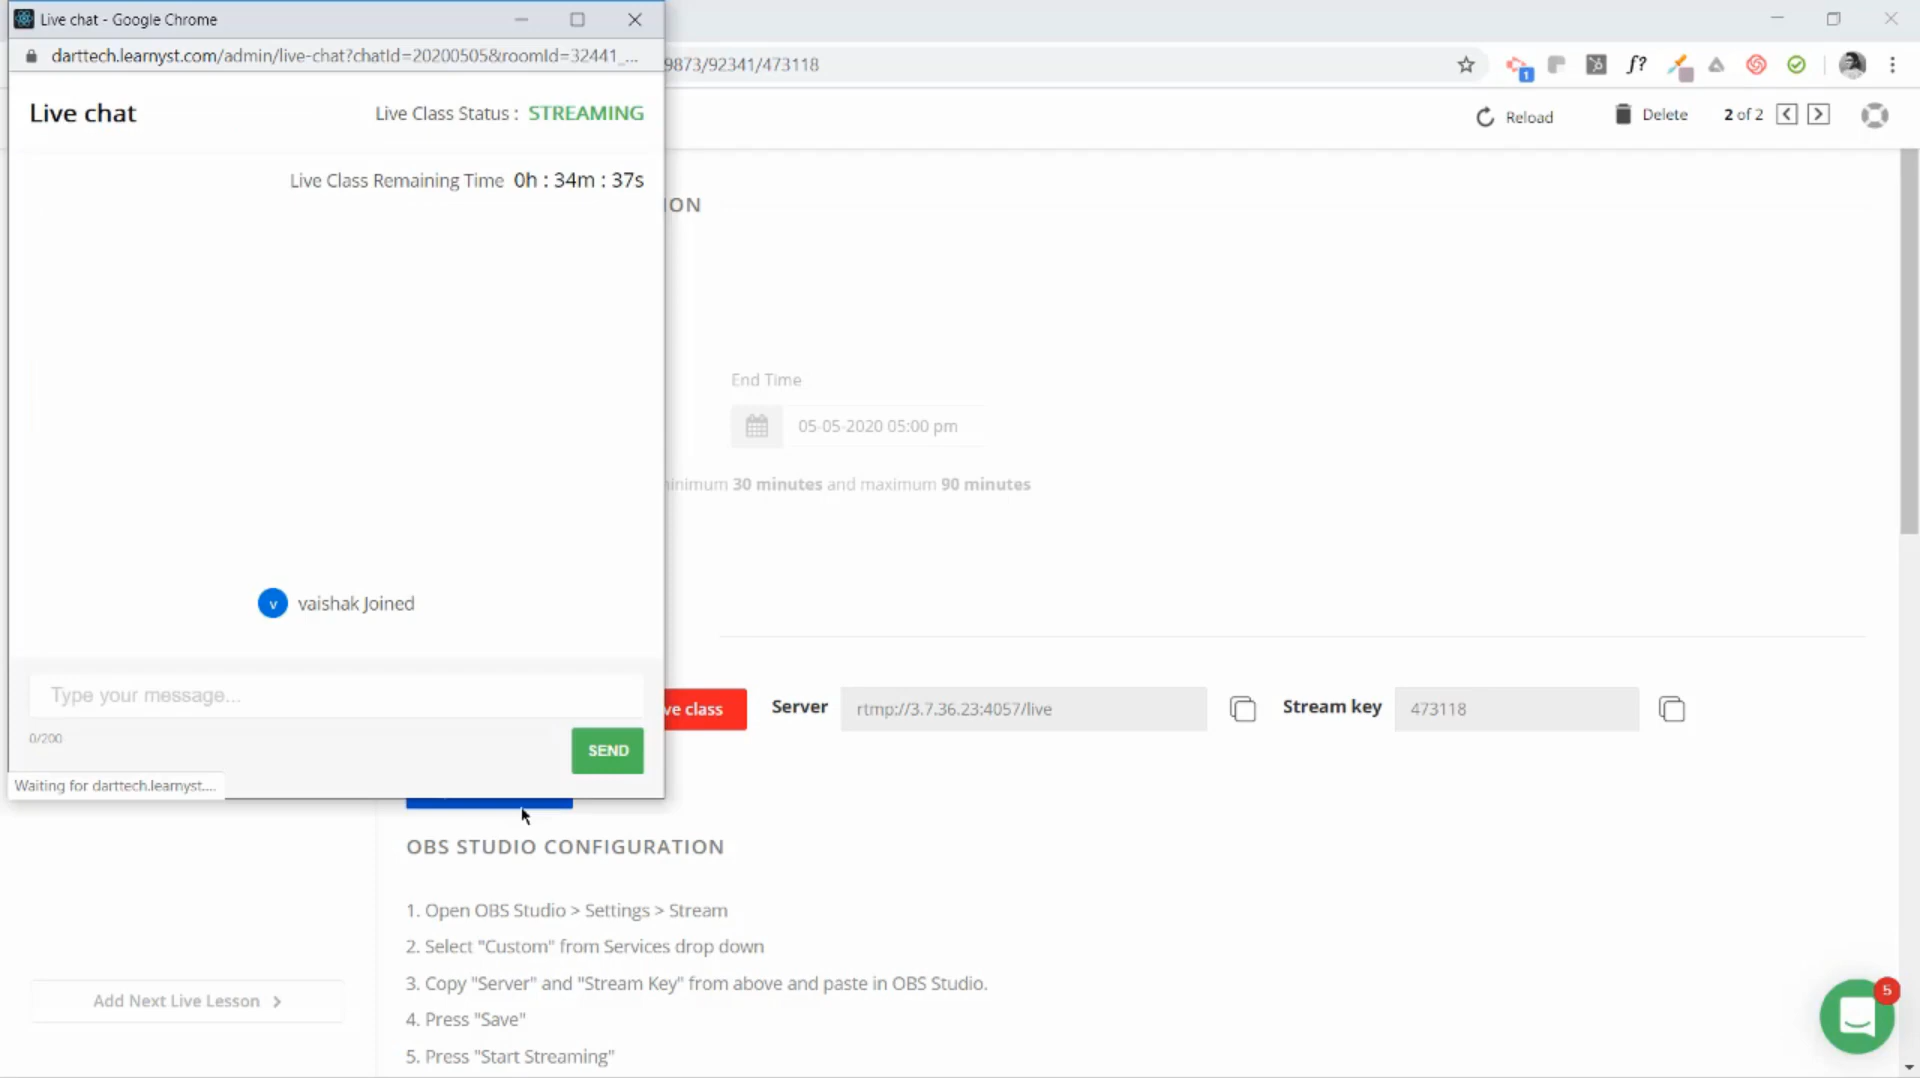 Live chat - Google Chrome
darttech.learnyst.com/admin/live-chat?chatId=20200505&roomId=32441_...
9873/92341/473118
1
f?
Live chat
Live Class Status : STREAMING
Reload
Delete
2 of 2
Live Class Remaining Time 0h : 34m : 37s
ION
End Time
05-05-2020 05:00 pm
inimum 30 minutes and maximum 90 minutes
v vaishak Joined
Type your message...
0/200
SEND
ve class
Server
rtmp://3.7.36.23:4057/live
Stream key
473118
Waiting for darttech.learnyst....
OBS STUDIO CONFIGURATION
1. Open OBS Studio > Settings > Stream
2. Select "Custom" from Services drop down
3. Copy "Server" and "Stream Key" from above and paste in OBS Studio.
4. Press "Save"
5. Press "Start Streaming"
Add Next Live Lesson >
5